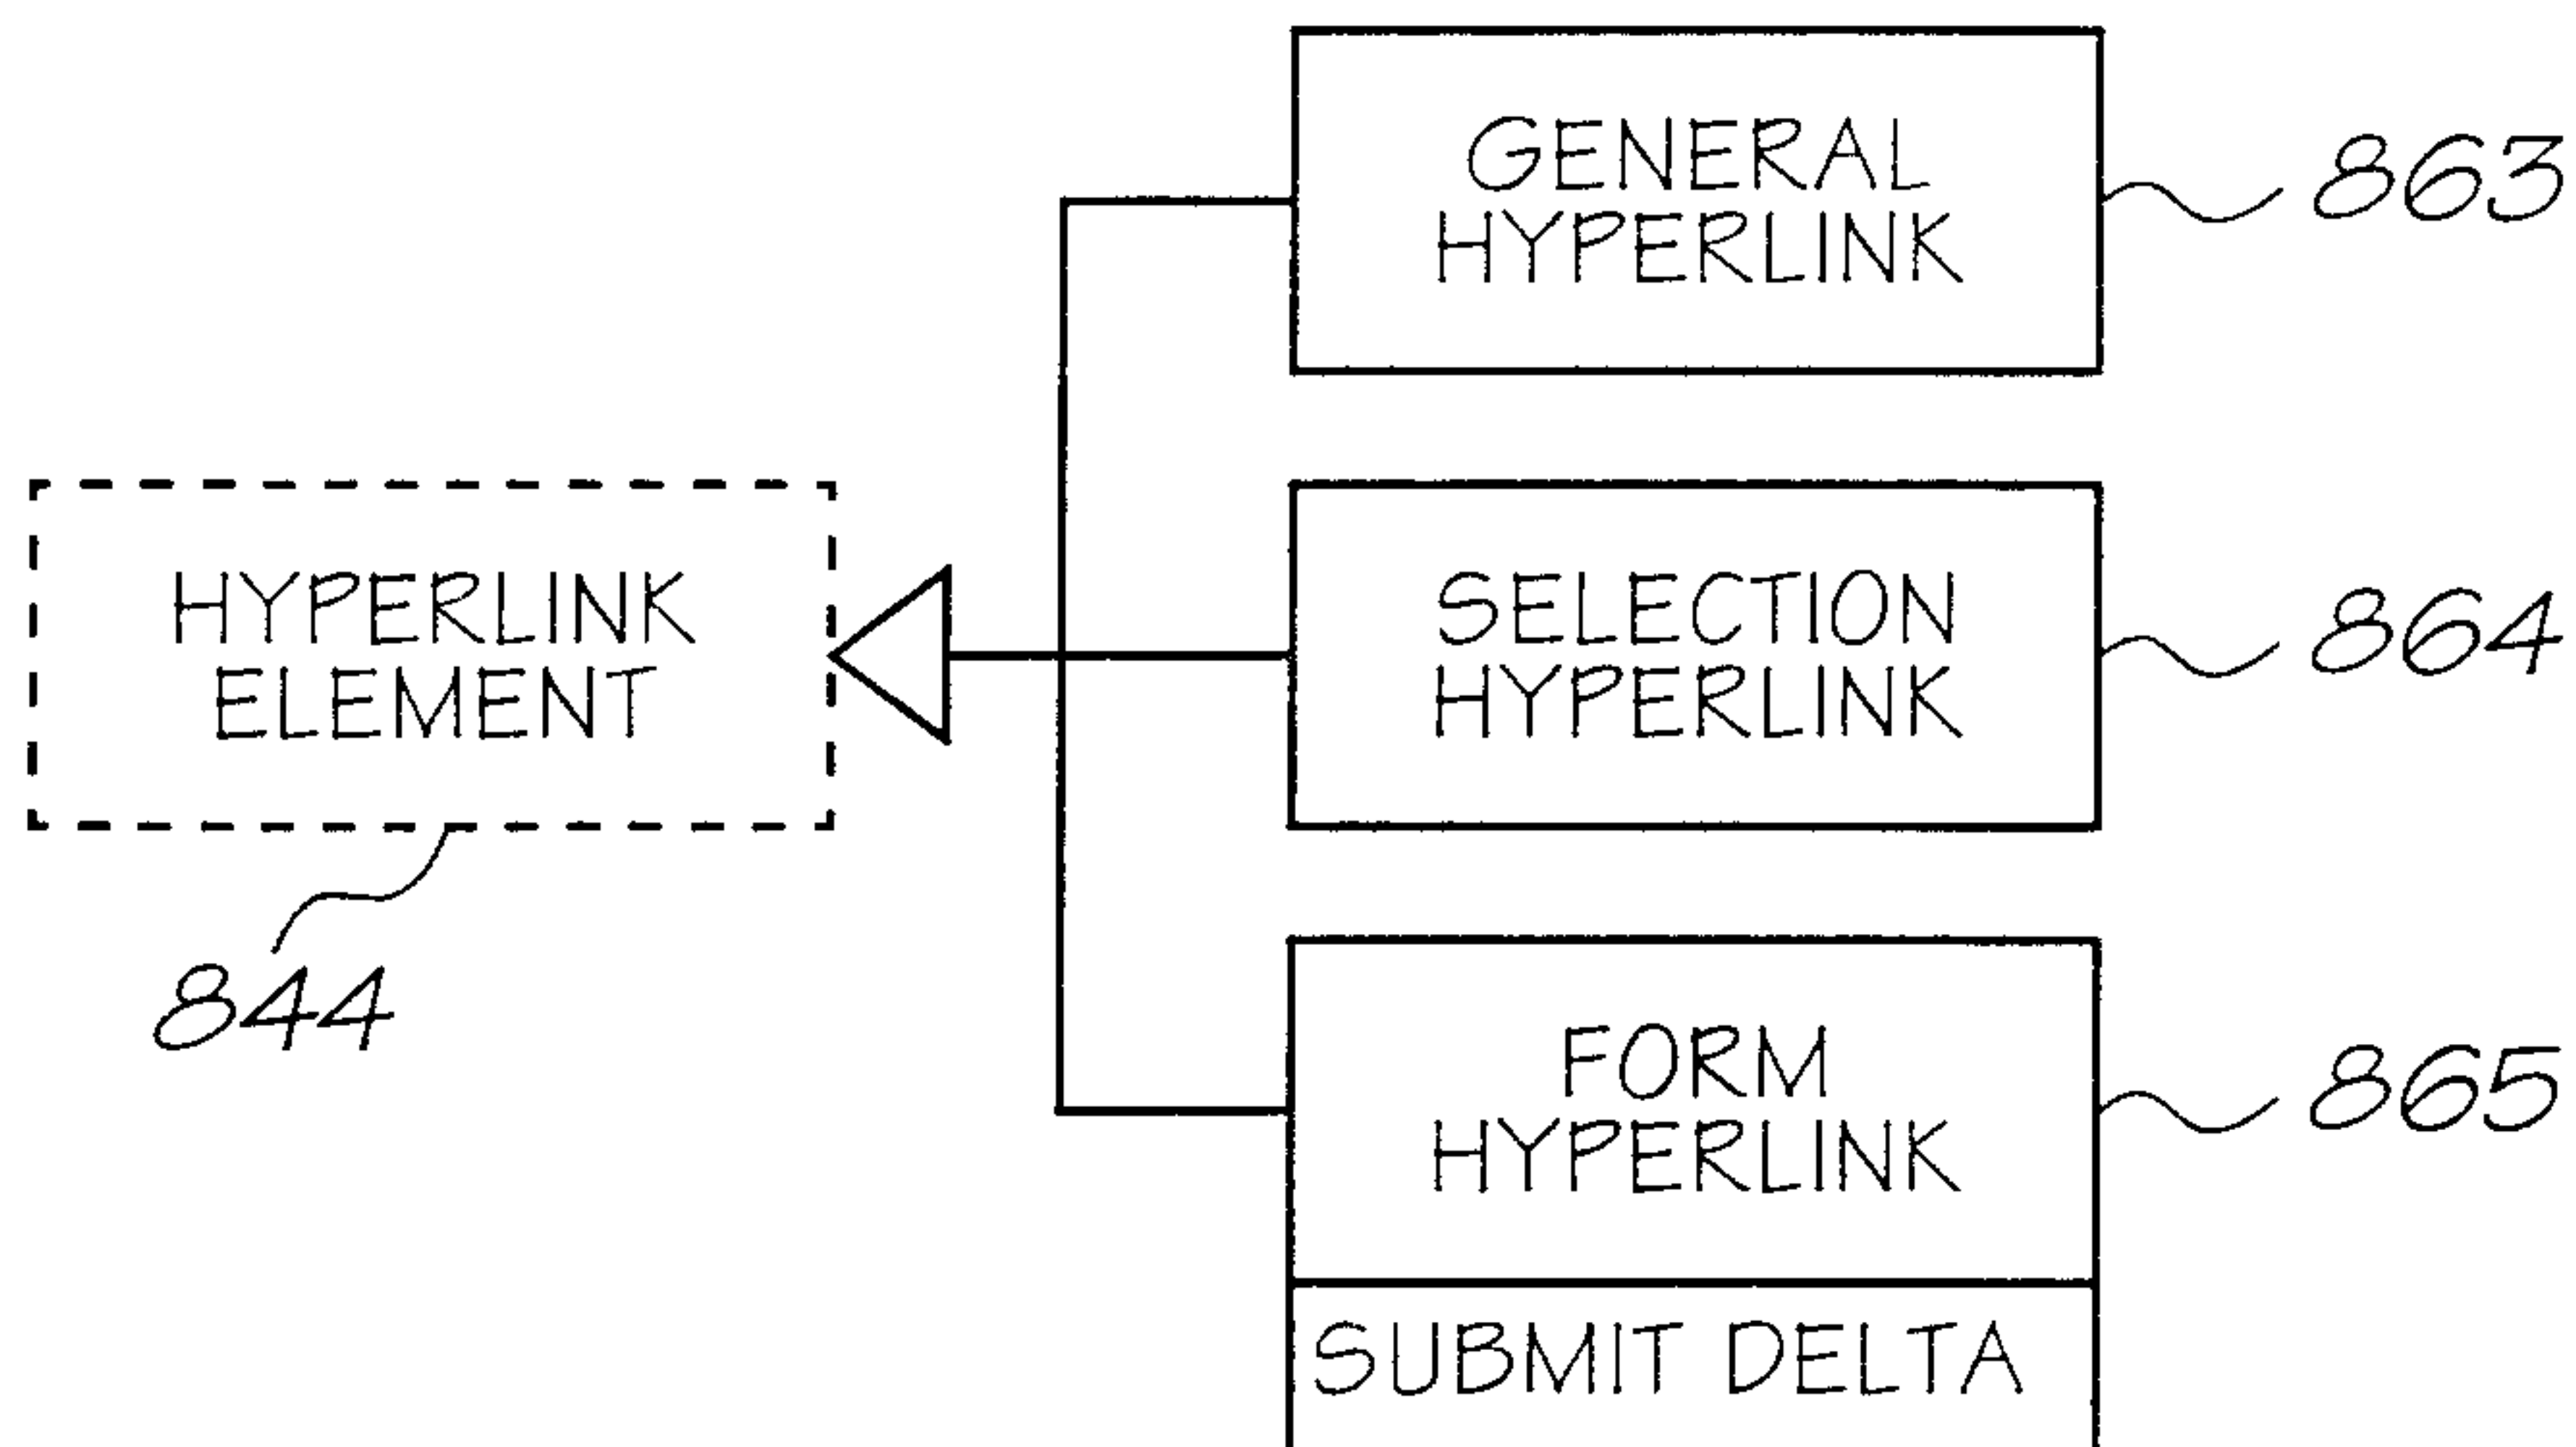 GENERAL
HYPERLINK
863
HYPERLINK
ELEMENT
844
SELECTION
HYPERLINK
864
FORM
HYPERLINK
865
SUBMIT DELTA